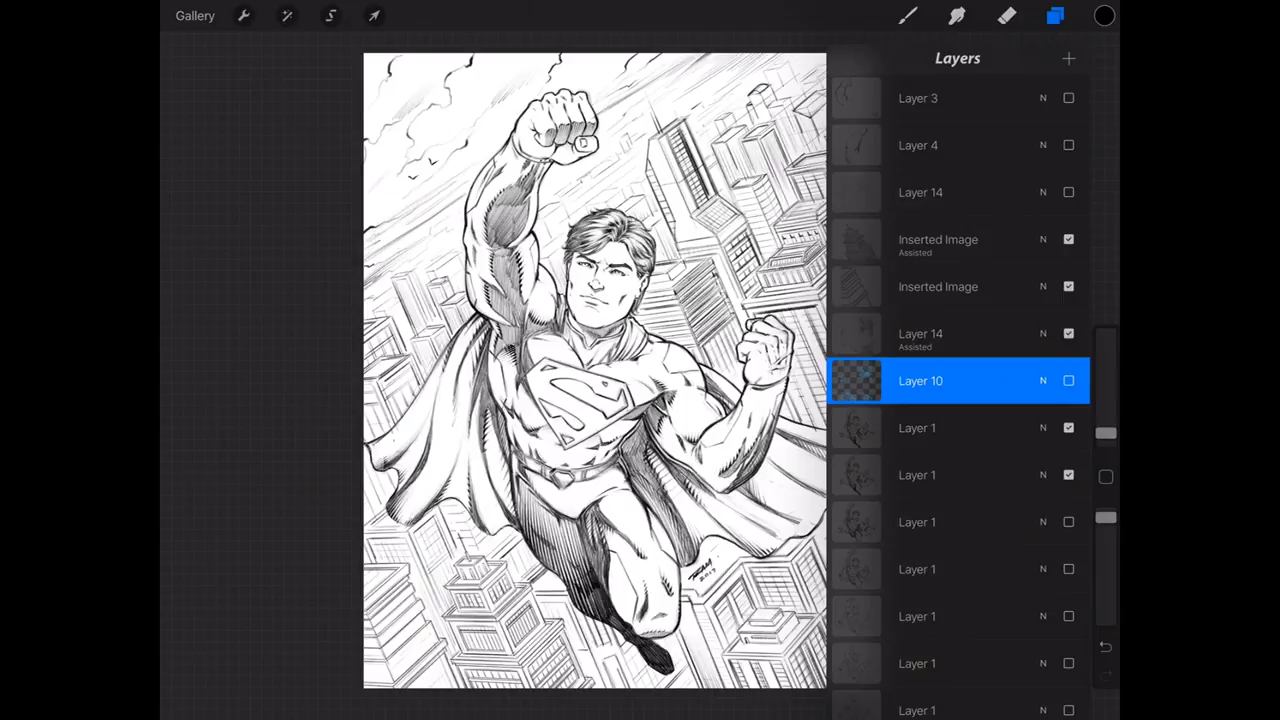 Gallery
Layers
Layer 3 N
Layer 4 N
Layer 14 N
Inserted Image N
Assisted
Inserted Image N
Layer 14 N
Assisted
Layer 10 N
Layer 1 N
Layer 1 N
Layer 1 N
Layer 1 N
Layer 1 N
Layer 1 N
Layer 1 N
S
2017